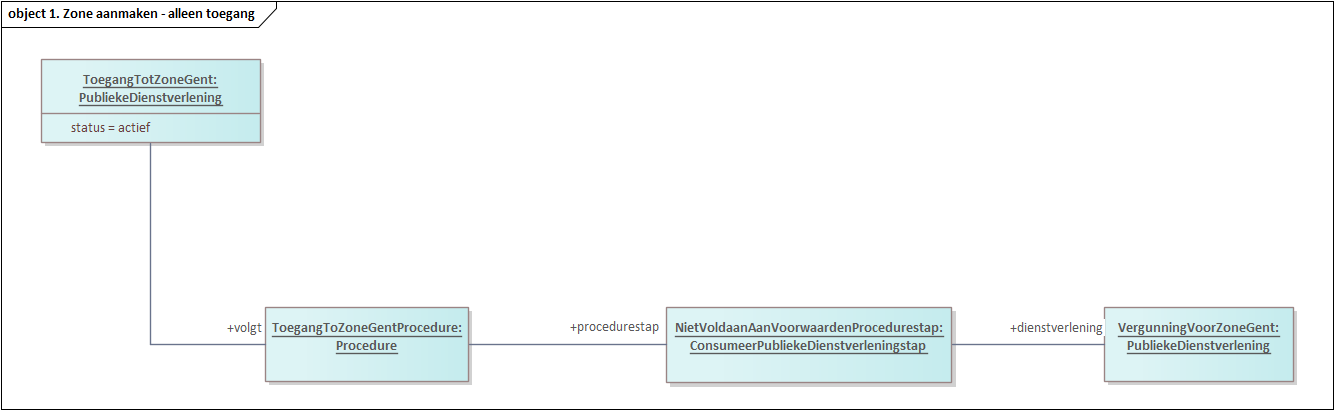 object 1. Zone aanmaken - alleen toegang
ToegangTotZoneGent:
PubliekeDienstverlening
status = actief
+volgt
ToegangToZoneGentProcedure:
Procedure
+procedurestap
NietVoldaanAanVoorwaardenProcedurestap:
ConsumeerPubliekeDienstverleningstap
+dienstverlening
VergunningVoorZoneGent:
PubliekeDienstverlening